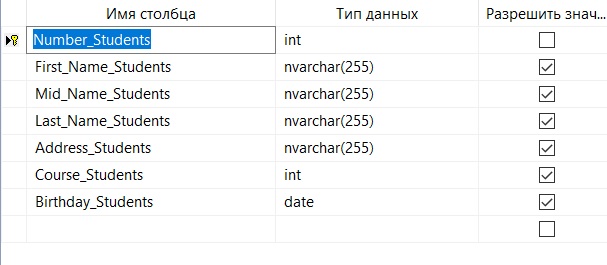 Имя столбца Тип данных Разрешить знач...
Number_Students int
First_Name_Students nvarchar(255)
Mid_Name_Students nvarchar(255)
Last_Name_Students nvarchar(255)
Address_Students nvarchar(255)
Course_Students int
Birthday_Students date